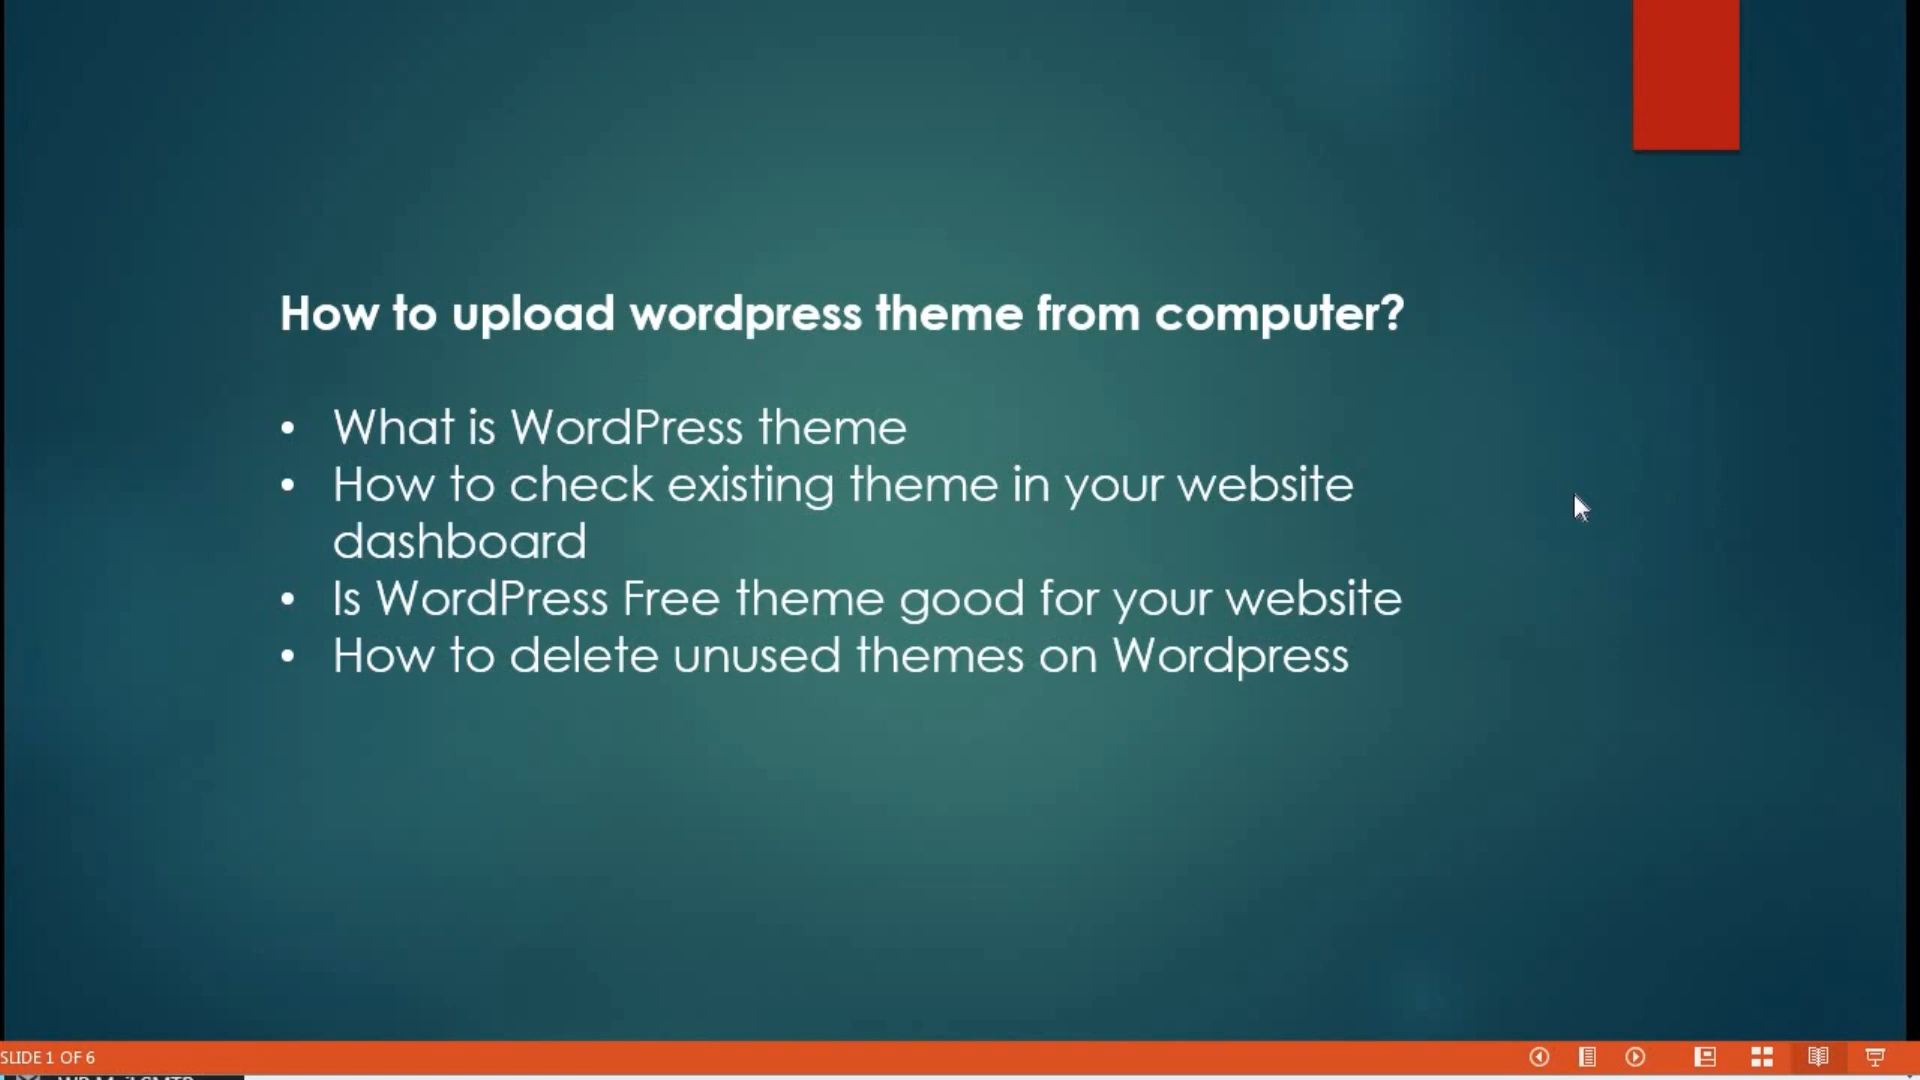 How to upload wordpress theme from computer?
• What is WordPress theme
• How to check existing theme in your website
dashboard
• Is WordPress Free theme good for your website
• How to delete unused themes on Wordpress
SLIDE 1 OF 6